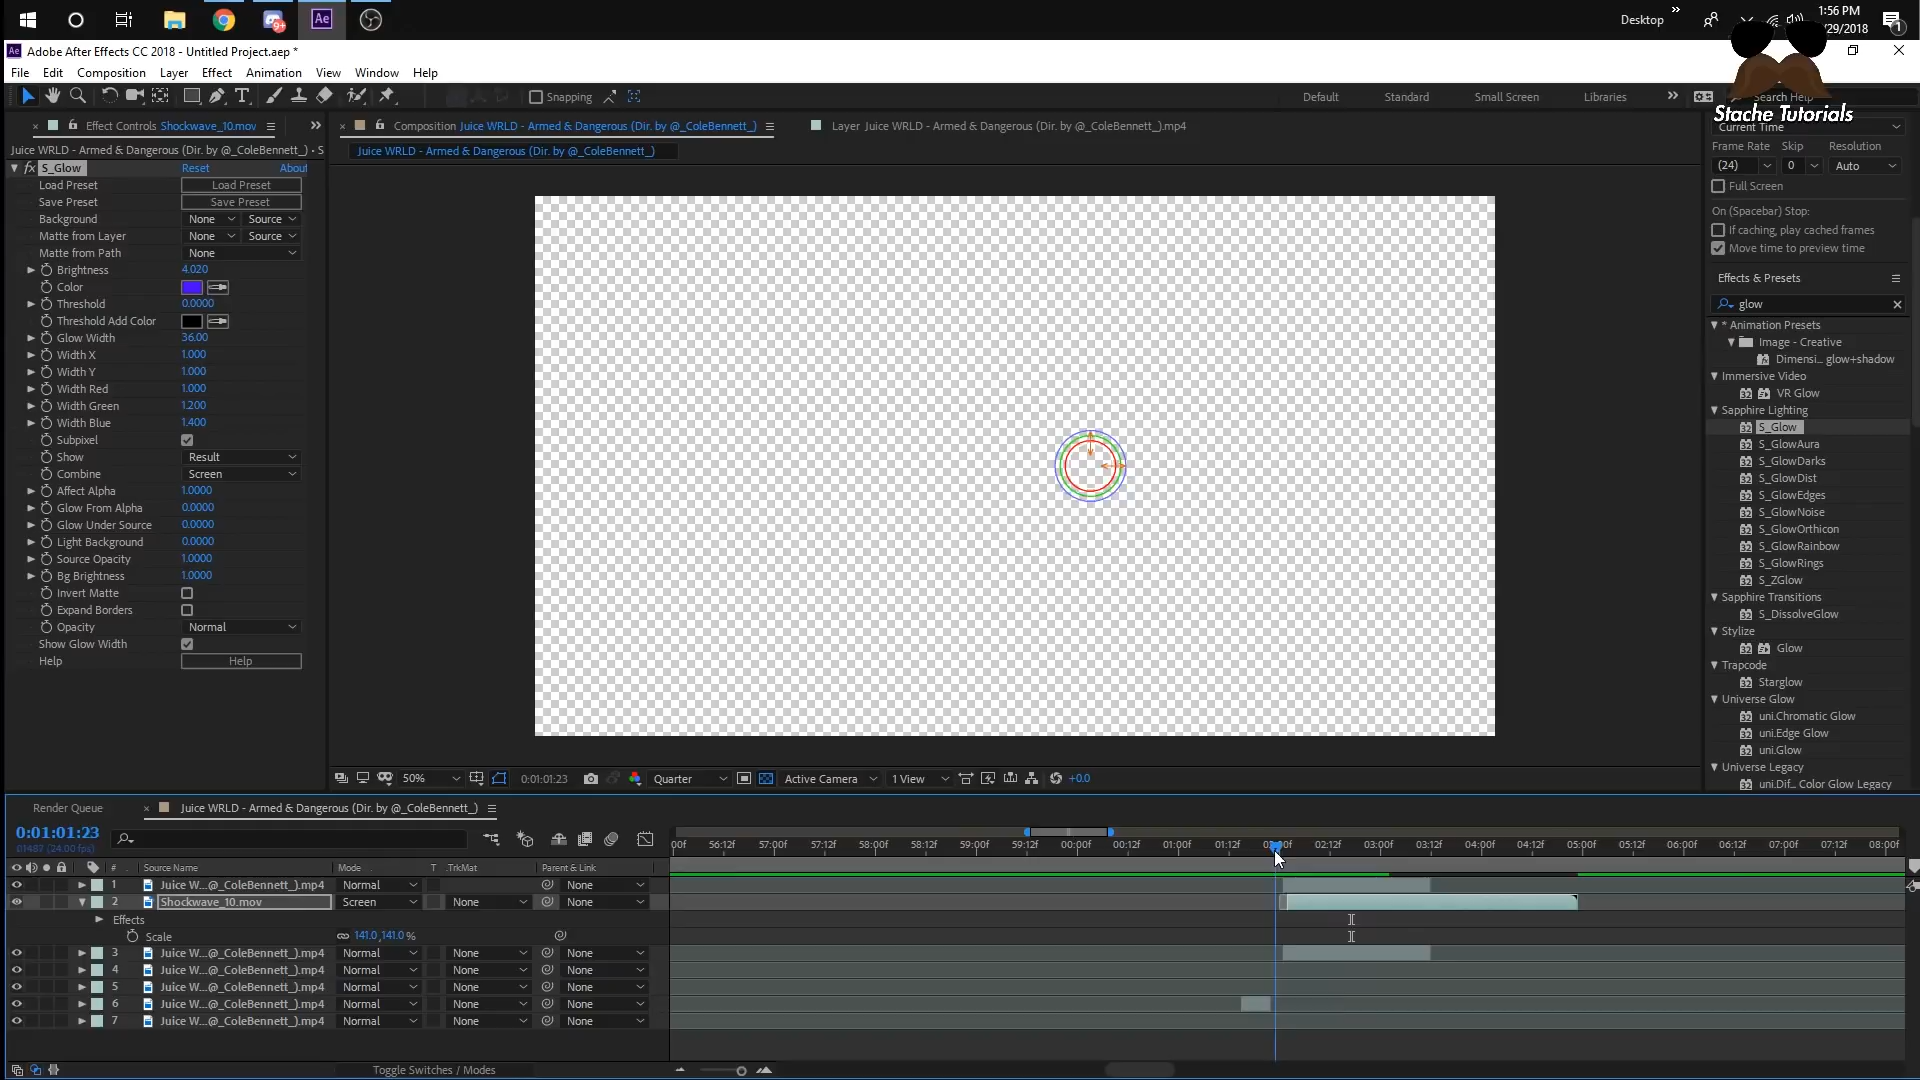 9+
Ae
Desktop
»
1:56 PM
/29/2018
1
Ae Adobe After Effects CC 2018 - Untitled Project.aep *
File Edit Composition Layer Effect Animation View Window Help
Snapping
Default Standard Small Screen Libraries » Search Help
Stache Tutorials
Effect Controls Shockwave_10.mov
Composition Juice WRLD - Armed & Dangerous (Dir. by @_ColeBennett_)
Layer Juice WRLD - Armed & Dangerous (Dir. by @_ColeBennett_).mp4
Juice WRLD - Armed & Dangerous (Dir. by @_ColeBennett_) • S
Juice WRLD - Armed & Dangerous (Dir. by @_ColeBennett_)
fx S_Glow Reset About
Load Preset Load Preset
Save Preset Save Preset
Background None Source
Matte from Layer None Source
Matte from Path None
Brightness 4.020
Color
Threshold 0.0000
Threshold Add Color
Glow Width 36.00
Width X 1.000
Width Y 1.000
Width Red 1.000
Width Green 1.200
Width Blue 1.400
Subpixel
Show Result
Combine Screen
Affect Alpha 1.0000
Glow From Alpha 0.0000
Glow Under Source 0.0000
Light Background 0.0000
Source Opacity 1.0000
Bg Brightness 1.0000
Invert Matte
Expand Borders
Opacity Normal
Show Glow Width
Help Help
Current Time
Frame Rate Skip Resolution
(24) 0 Auto
Full Screen
On (Spacebar) Stop:
If caching, play cached frames
Move time to preview time
Effects & Presets
glow
* Animation Presets
Image - Creative
Dimensi... glow+shadow
Immersive Video
VR Glow
Sapphire Lighting
S_Glow
S_GlowAura
S_GlowDarks
S_GlowDist
S_GlowEdges
S_GlowNoise
S_GlowOrthicon
S_GlowRainbow
S_GlowRings
S_ZGlow
Sapphire Transitions
S_DissolveGlow
Stylize
Glow
Trapcode
Starglow
Universe Glow
uni.Chromatic Glow
uni.Edge Glow
uni.Glow
Universe Legacy
uni.Dif... Color Glow Legacy
50% 0:01:01:23 Quarter Active Camera 1 View +0.0
Render Queue
Juice WRLD - Armed & Dangerous (Dir. by @_ColeBennett_)
0:01:01:23
01487 (24.00 fps)
00f 56:12f 57:00f 57:12f 58:00f 58:12f 59:00f 59:12f 00:00f 00:12f 01:00f 01:12f 02:00f 02:12f 03:00f 03:12f 04:00f 04:12f 05:00f 05:12f 06:00f 06:12f 07:00f 07:12f 08:00f
# Source Name Mode T .TrkMat Parent & Link
1 Juice W...@_ColeBennett_).mp4 Normal None
2 Shockwave_10.mov Screen None None
Effects
Scale 141.0,141.0 %
3 Juice W...@_ColeBennett_).mp4 Normal None None
4 Juice W...@_ColeBennett_).mp4 Normal None None
5 Juice W...@_ColeBennett_).mp4 Normal None None
6 Juice W...@_ColeBennett_).mp4 Normal None None
7 Juice W...@_ColeBennett_).mp4 Normal None None
Toggle Switches / Modes